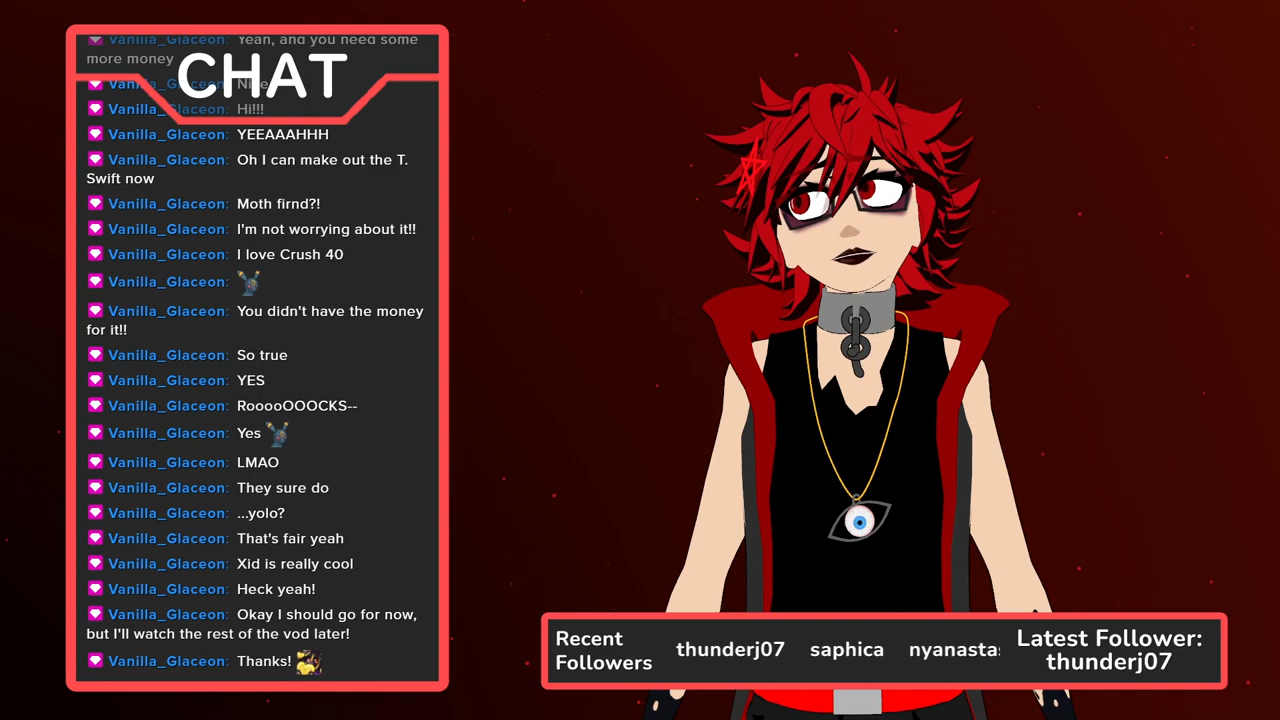 Vanilla_Glaceon: Yeah, and you need some
more money
CHAT
Vanilla_Glaceon:
Vanilla_Glaceon: Hi!!!
Vanilla_Glaceon: YEEAAAHHH
Vanilla_Glaceon: Oh I can make out the T.
Swift now
Vanilla_Glaceon: Moth firnd?!
Vanilla_Glaceon: I'm not worrying about it!!
Vanilla_Glaceon: I love Crush 40
Vanilla_Glaceon:
Vanilla_Glaceon: You didn't have the money
for it!!
Vanilla_Glaceon: So true
Vanilla_Glaceon: YES
Vanilla_Glaceon: RooooOOOCKS--
Vanilla_Glaceon: Yes
Vanilla_Glaceon: LMAO
Vanilla_Glaceon: They sure do
Vanilla_Glaceon: ...yolo?
Vanilla_Glaceon: That's fair yeah
Vanilla_Glaceon: Xid is really cool
Vanilla_Glaceon: Heck yeah!
Vanilla_Glaceon: Okay I should go for now,
but I'll watch the rest of the vod later!
Vanilla_Glaceon: Thanks!
Recent
Followers
thunderj07 saphica nyanasta
Latest Follower:
thunderj07